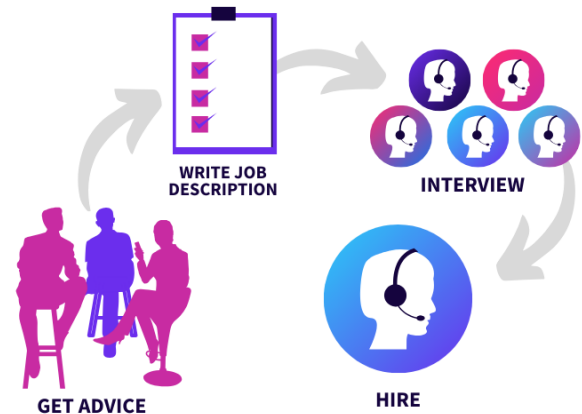 WRITE JOB
DESCRIPTION
INTERVIEW
GET ADVICE
HIRE